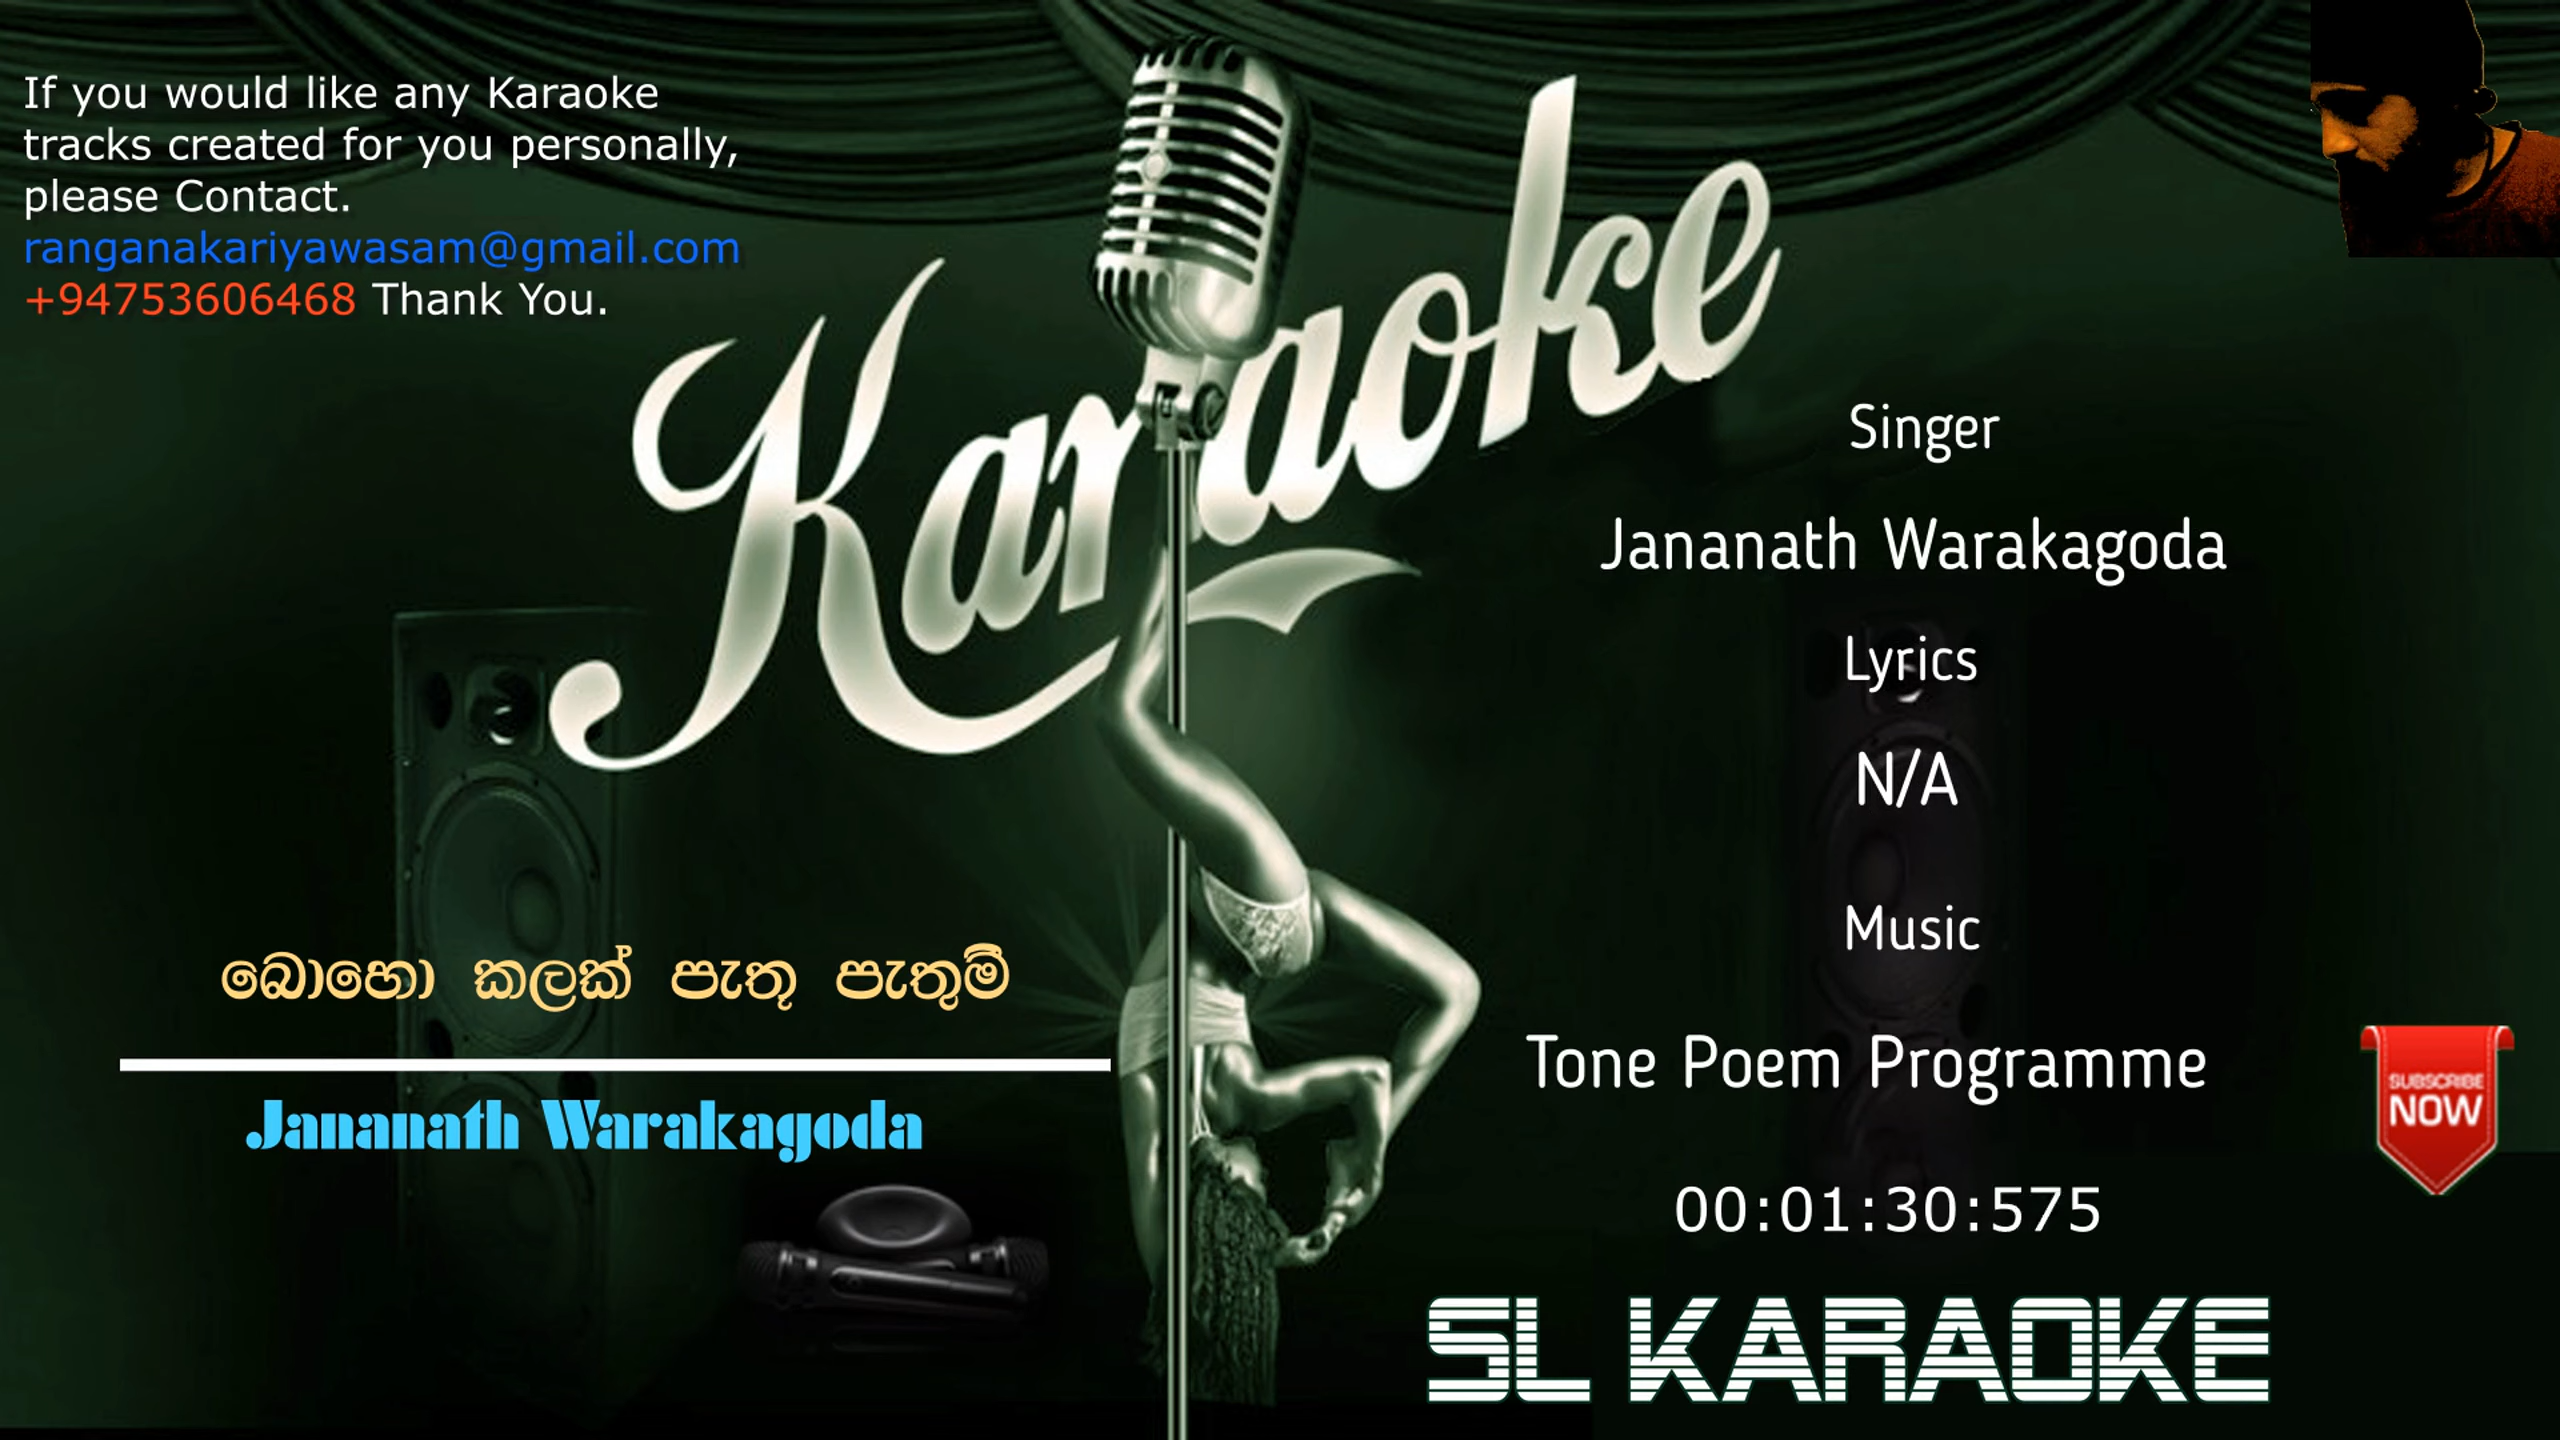 If you would like any Karaoke
tracks created for you personally,
please Contact.
ranganakariyawasam@gmail.com
+94753606468 Thank You.
Karaoke
Singer
Jananath Warakagoda
Lyrics
N/A
Music
Tone Poem Programme
00:01:30:575
බොහො කලක් පැතූ පැතුම්
Jananath Warakagoda
SUBSCRIBE
NOW
SL KARAOKE